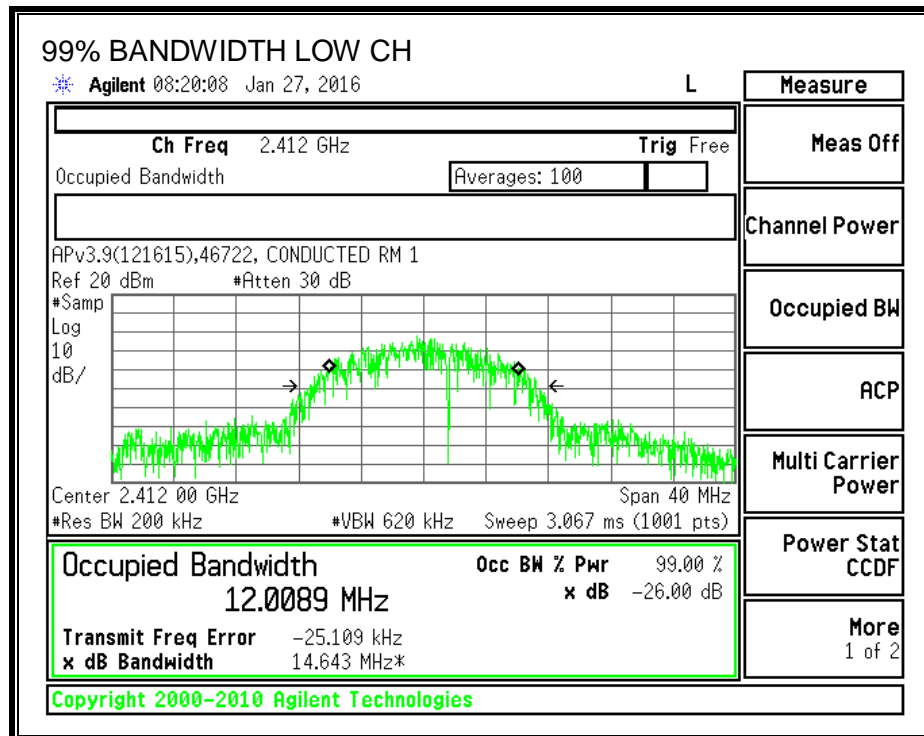 99% BANDWIDTH LOW CH
Agilent 08:20:08 Jan 27, 2016 L
Measure
Ch Freq 2.412 GHz Trig Free
Meas Off
Occupied Bandwidth Averages: 100
Channel Power
APv3.9(121615),46722, CONDUCTED RM 1
Ref 20 dBm #Atten 30 dB
#Samp
Log
10
dB/
Occupied BW
ACP
Multi Carrier
Power
Center 2.412 00 GHz Span 40 MHz
#Res BW 200 kHz #VBW 620 kHz Sweep 3.067 ms (1001 pts)
Power Stat
CCDF
Occupied Bandwidth Occ BW % Pwr 99.00 %
12.0089 MHz x dB -26.00 dB
Transmit Freq Error -25.109 kHz
x dB Bandwidth 14.643 MHz*
More
1 of 2
Copyright 2000-2010 Agilent Technologies